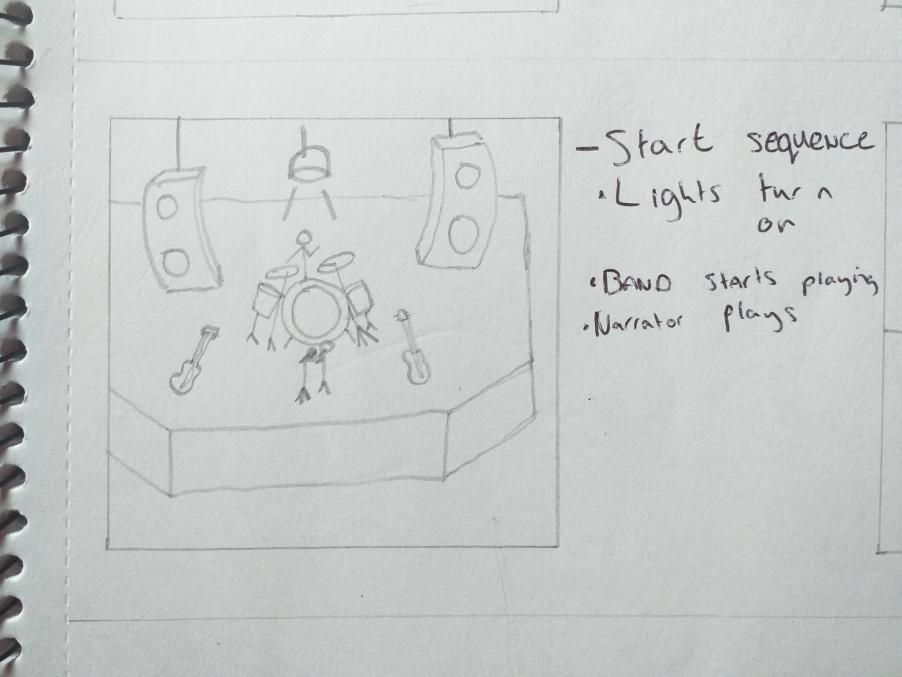 - Start sequence
• Lights turn
on
• BAND starts playing
• Narrator plays